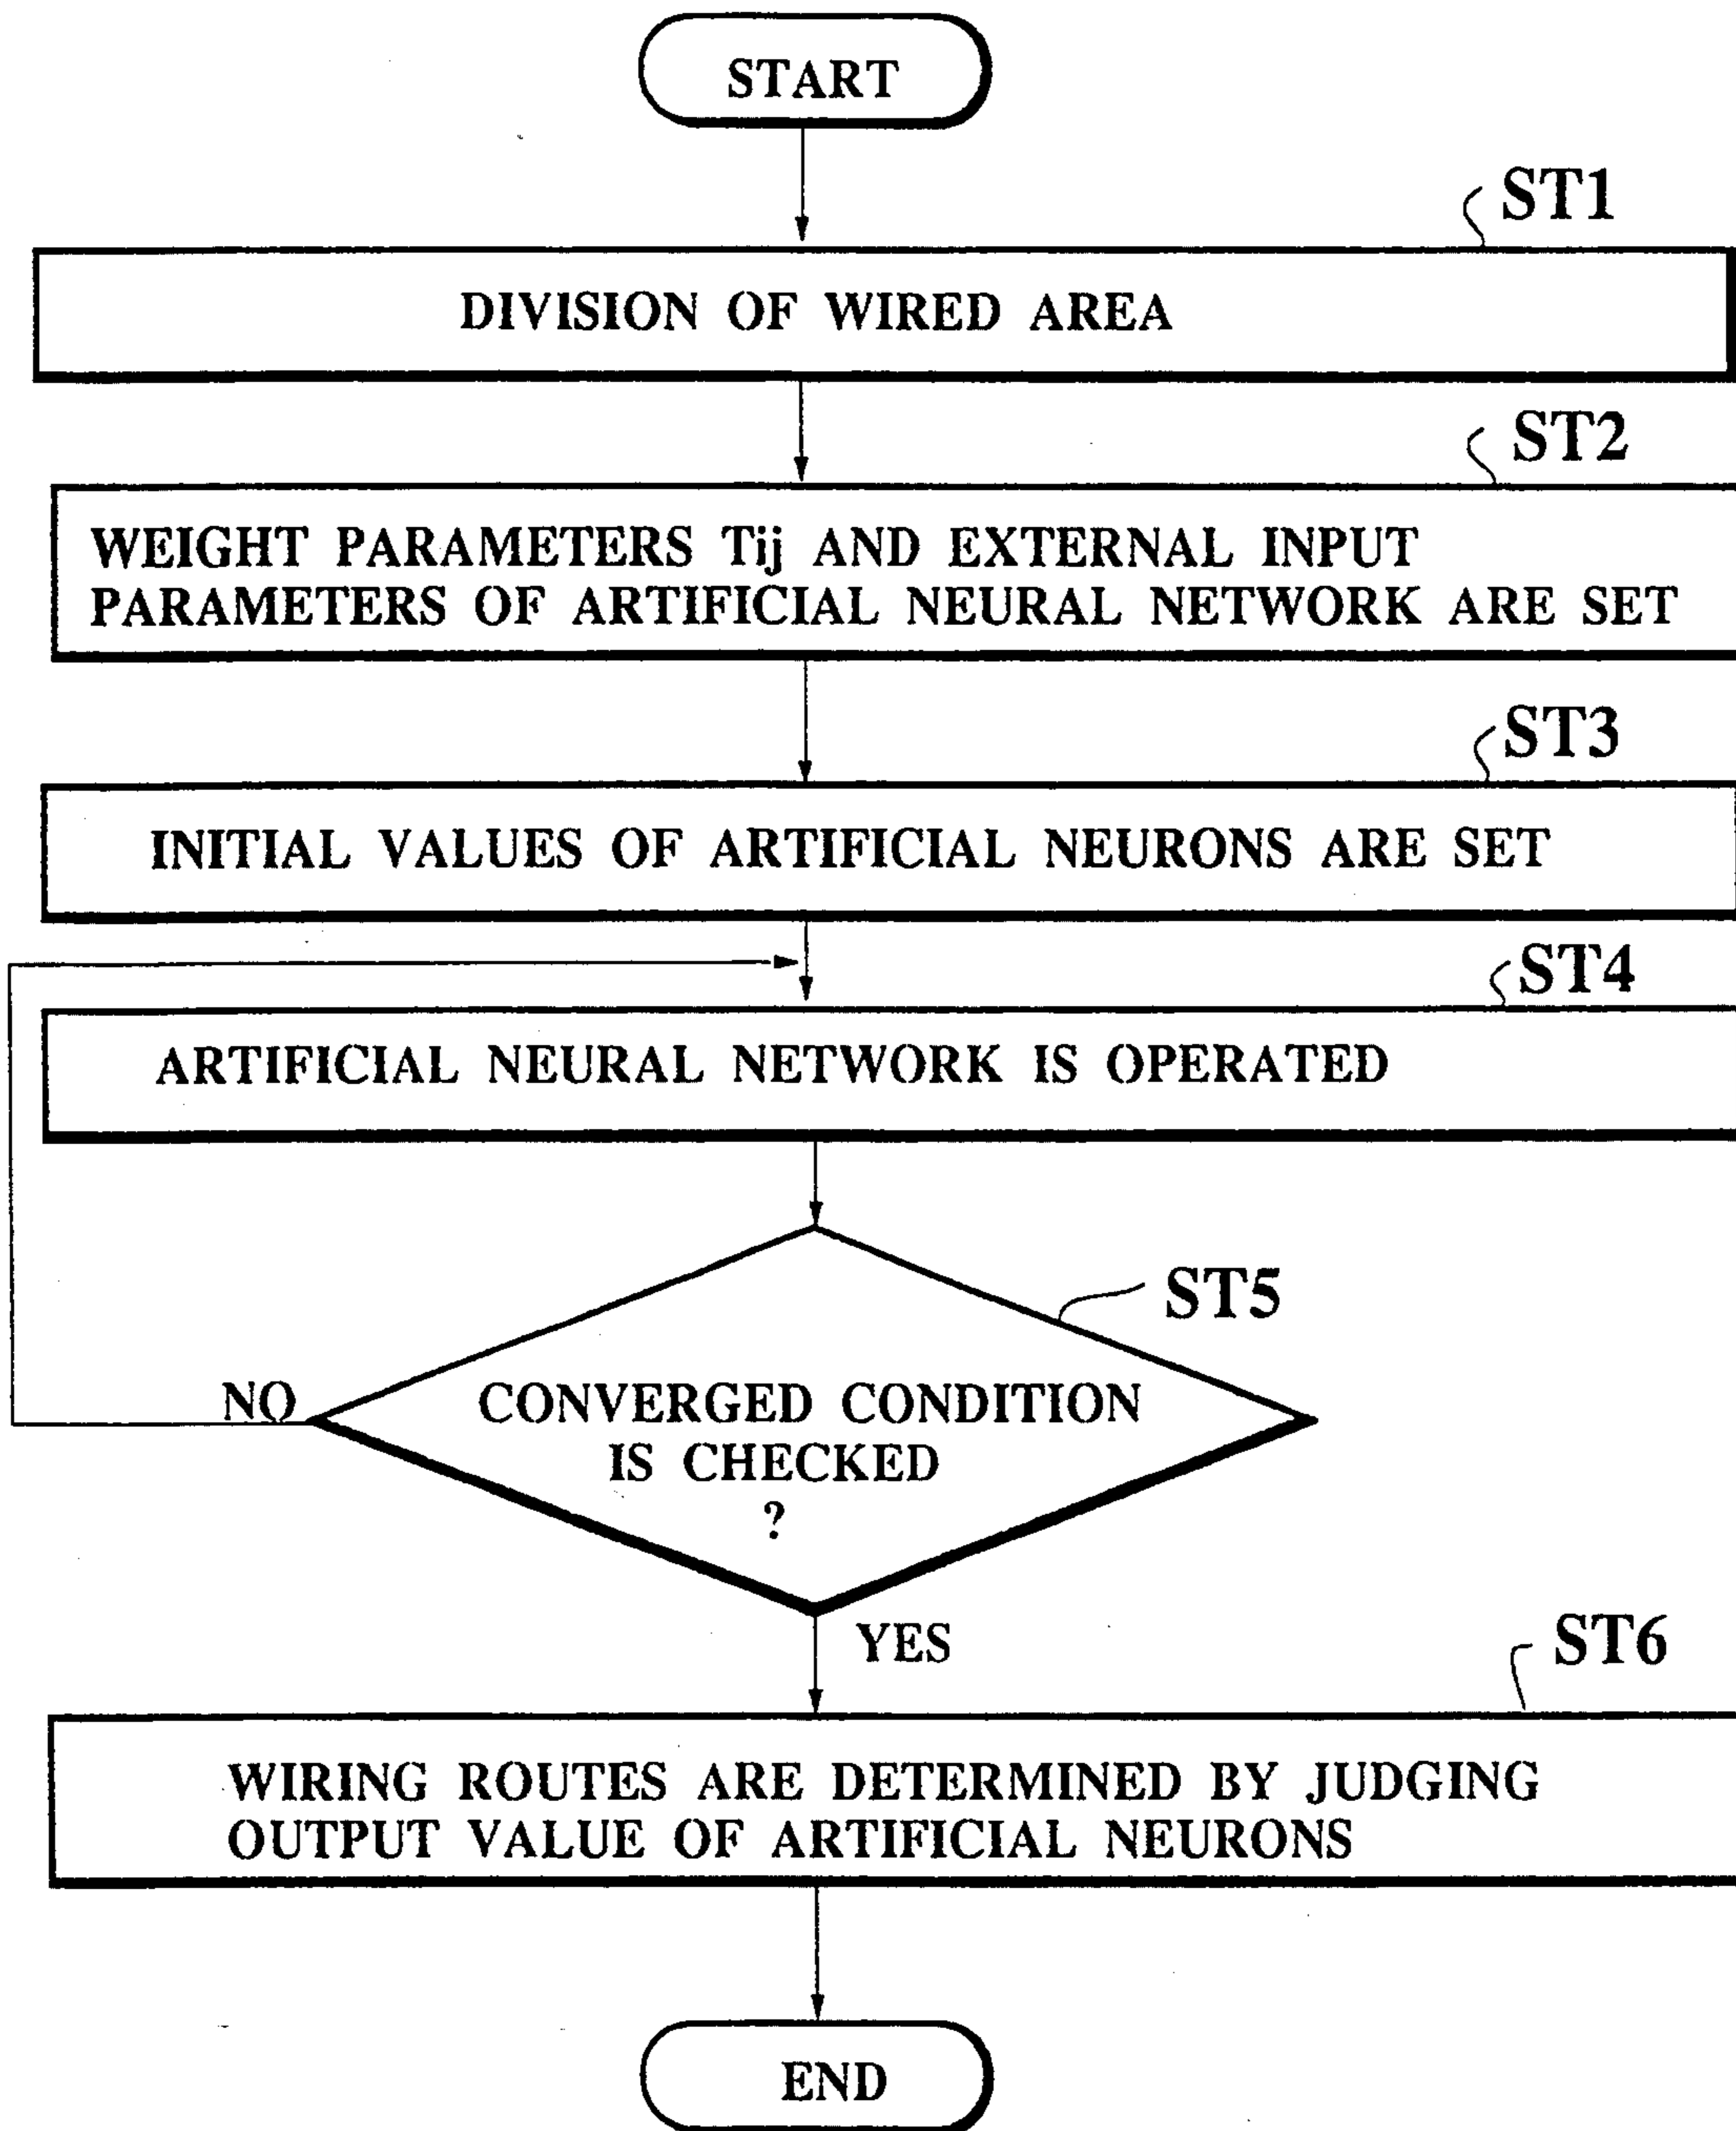 START
ST1
DIVISION OF WIRED AREA
ST2
WEIGHT PARAMETERS Tij AND EXTERNAL INPUT
PARAMETERS OF ARTIFICIAL NEURAL NETWORK ARE SET
ST3
INITIAL VALUES OF ARTIFICIAL NEURONS ARE SET
ST4
ARTIFICIAL NEURAL NETWORK IS OPERATED
ST5
NO
CONVERGED CONDITION
IS CHECKED
?
YES
ST6
WIRING ROUTES ARE DETERMINED BY JUDGING
OUTPUT VALUE OF ARTIFICIAL NEURONS
END